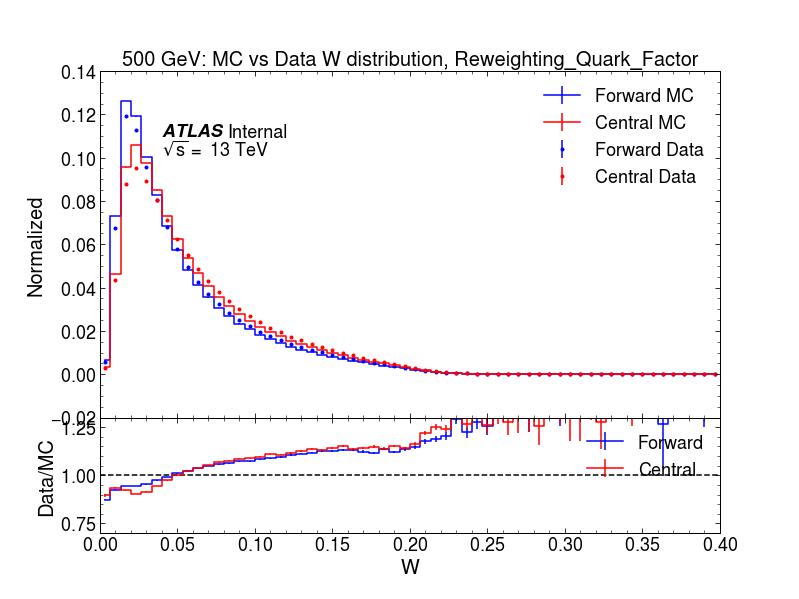 500 GeV: MC vs Data W distribution, Reweighting_Quark_Factor
0.14
0.12
0.10
0.08
0.06
0.04
0.02
0.00
−0.02
Normalized
ATLAS Internal
√s = 13 TeV
Forward MC
Central MC
Forward Data
Central Data
1.25
1.00
0.75
Data/MC
Forward
Central
0.00 0.05 0.10 0.15 0.20 0.25 0.30 0.35 0.40
W